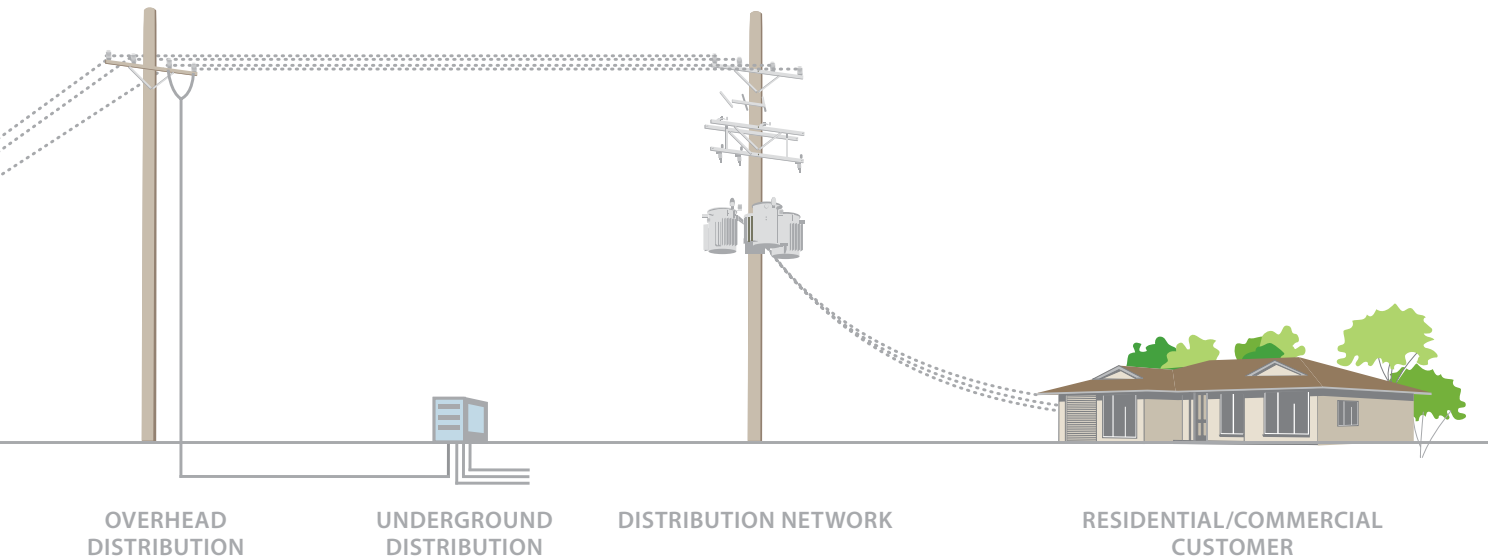 OVERHEAD
DISTRIBUTION
UNDERGROUND
DISTRIBUTION
DISTRIBUTION NETWORK
RESIDENTIAL/COMMERCIAL
CUSTOMER